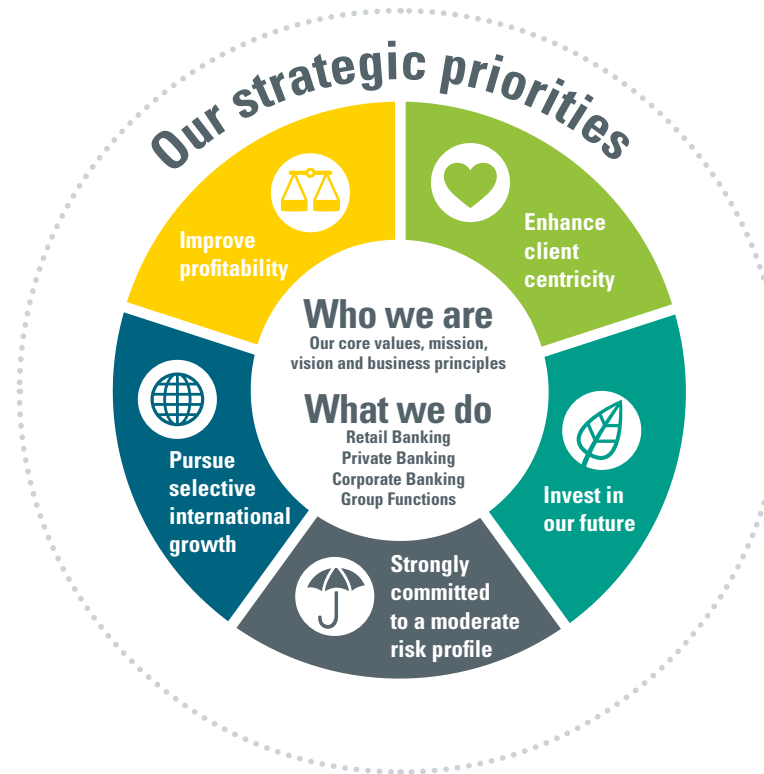 Our strategic priorities
Improve
profitability
Enhance
client
centricity
Who we are
Our core values, mission,
vision and business principles
What we do
Retail Banking
Private Banking
Corporate Banking
Group Functions
Pursue
selective
international
growth
Invest in
our future
Strongly
committed
to a moderate
risk profile